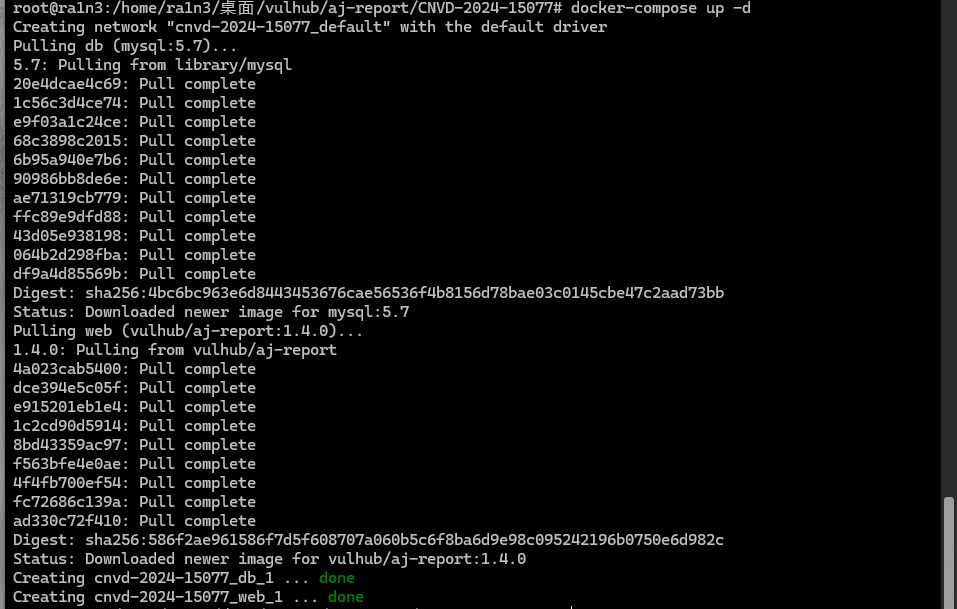 root@ra1n3:/home/ra1n3/桌面/vulhub/aj-report/CNVD-2024-15077# docker-compose up -d
Creating network "cnvd-2024-15077_default" with the default driver
Pulling db (mysql:5.7)...
5.7: Pulling from library/mysql
20e4dcae4c69: Pull complete
1c56c3d4ce74: Pull complete
e9f03a1c24ce: Pull complete
68c3898c2015: Pull complete
6b95a940e7b6: Pull complete
90986bb8de6e: Pull complete
ae71319cb779: Pull complete
ffc89e9dfd88: Pull complete
43d05e938198: Pull complete
064b2d298fba: Pull complete
df9a4d85569b: Pull complete
Digest: sha256:4bc6bc963e6d8443453676cae56536f4b8156d78bae03c0145cbe47c2aad73bb
Status: Downloaded newer image for mysql:5.7
Pulling web (vulhub/aj-report:1.4.0)...
1.4.0: Pulling from vulhub/aj-report
4a023cab5400: Pull complete
dce394e5c05f: Pull complete
e915201eb1e4: Pull complete
1c2cd90d5914: Pull complete
8bd43359ac97: Pull complete
f563bfe4e0ae: Pull complete
4f4fb700ef54: Pull complete
fc72686c139a: Pull complete
ad330c72f410: Pull complete
Digest: sha256:586f2ae961586f7d5f608707a060b5c6f8ba6d9e98c095242196b0750e6d982c
Status: Downloaded newer image for vulhub/aj-report:1.4.0
Creating cnvd-2024-15077_db_1 ... done
Creating cnvd-2024-15077_web_1 ... done